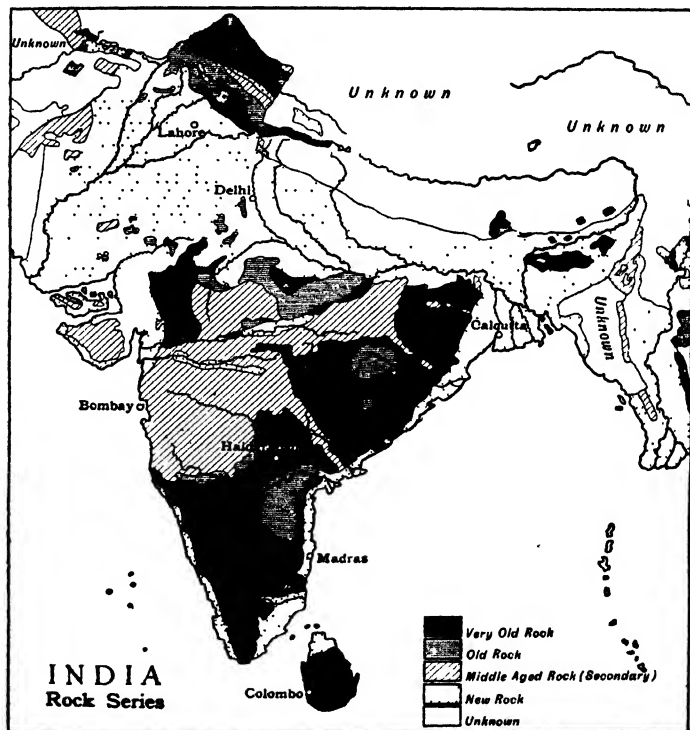 Unknown
Unknown
Unknown
Lahore
Delhi
Unknown
Calcutta
Bombay
Madras
Very Old Rock
Old Rock
Middle Aged Rock (Secondary)
New Rock
Unknown
INDIA
Rock Series
Colombo